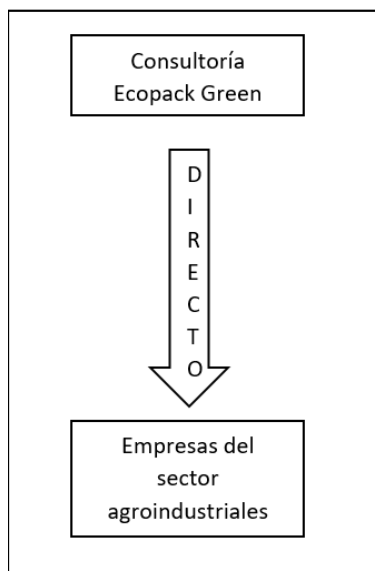 Consultoría
Ecopack Green
D
I
R
E
C
T
O
Empresas del
sector
agroindustriales